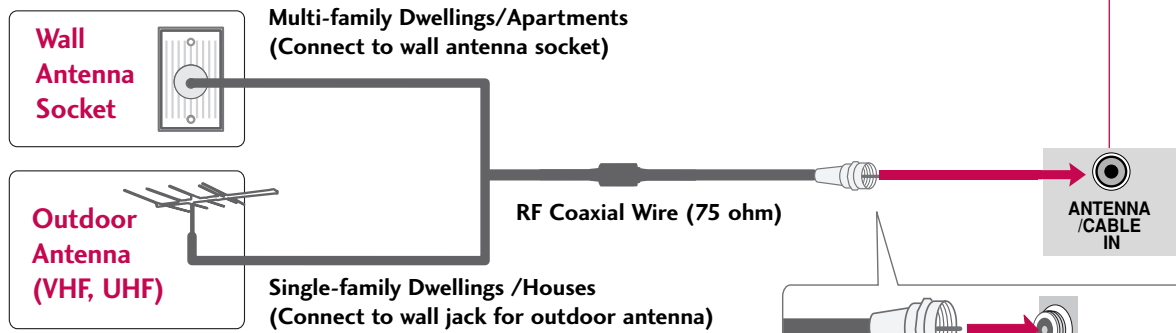 Multi-family Dwellings/Apartments
(Connect to wall antenna socket)
Wall
Antenna
Socket
RF Coaxial Wire (75 ohm)
ANTENNA
/CABLE
IN
Outdoor
Antenna
(VHF, UHF)
Single-family Dwellings /Houses
(Connect to wall jack for outdoor antenna)